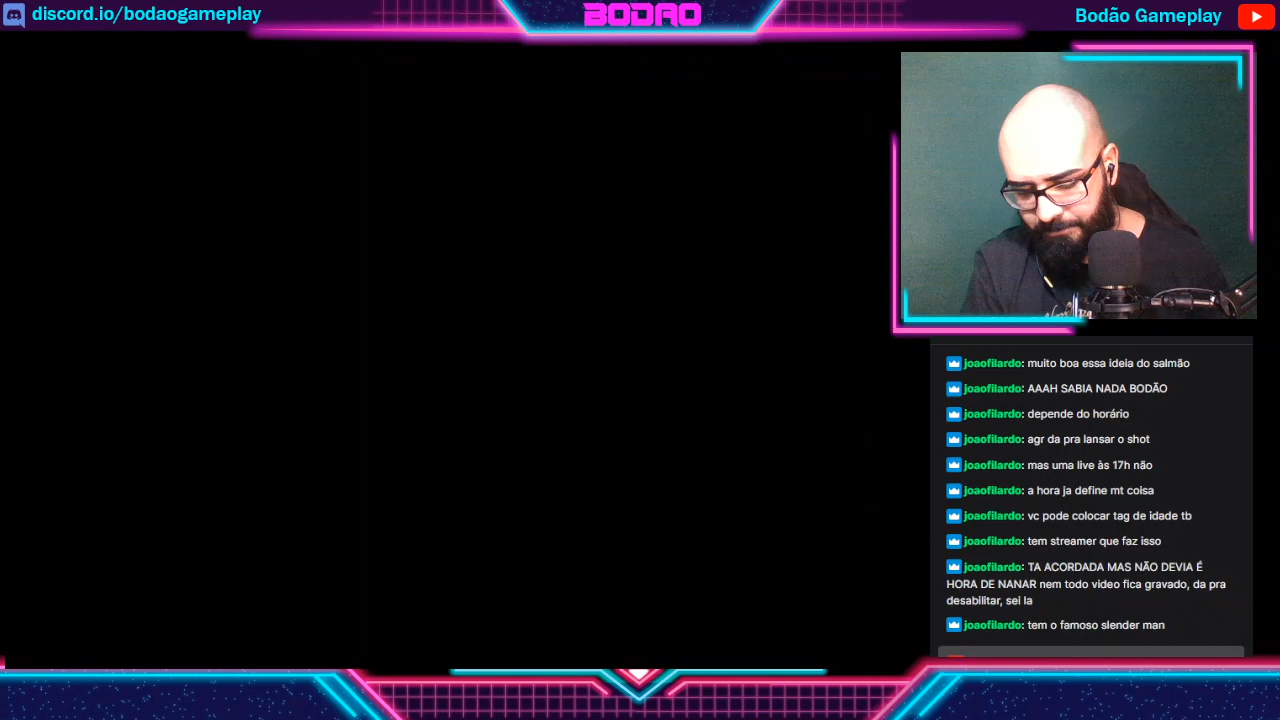 discord.io/bodaogameplay
BODAO
Bodão Gameplay
joaofilardo: muito boa essa ideia do salmão
joaofilardo: AAAH SABIA NADA BODÃO
joaofilardo: depende do horário
joaofilardo: agr da pra lansar o shot
joaofilardo: mas uma live às 17h não
joaofilardo: a hora ja define mt coisa
joaofilardo: vc pode colocar tag de idade tb
joaofilardo: tem streamer que faz isso
joaofilardo: TA ACORDADA MAS NÃO DEVIA É
HORA DE NANAR nem todo video fica gravado, da pra
desabilitar, sei la
joaofilardo: tem o famoso slender man